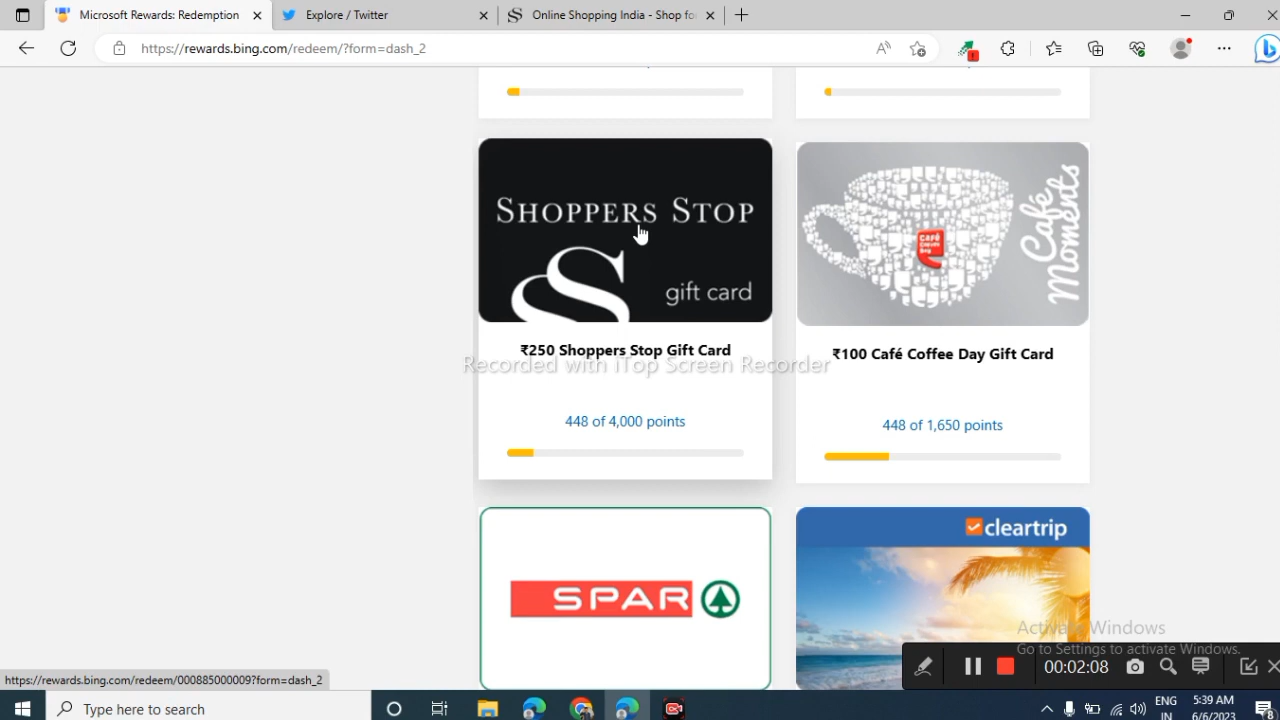 Microsoft Rewards: Redemption
Explore / Twitter
Online Shopping India - Shop fo
https://rewards.bing.com/redeem/?form=dash_2
SHOPPERS STOP
gift card
Café Coffee Day
Café Moments
₹250 Shoppers Stop Gift Card
₹100 Café Coffee Day Gift Card
Recorded with iTop Screen Recorder
448 of 4,000 points
448 of 1,650 points
SPAR
cleartrip
Activate Windows
Go to Settings to activate Windows.
00:02:08
https://rewards.bing.com/redeem/000885000009?form=dash_2
Type here to search
ENG
IN
5:39 AM
6/6/2023